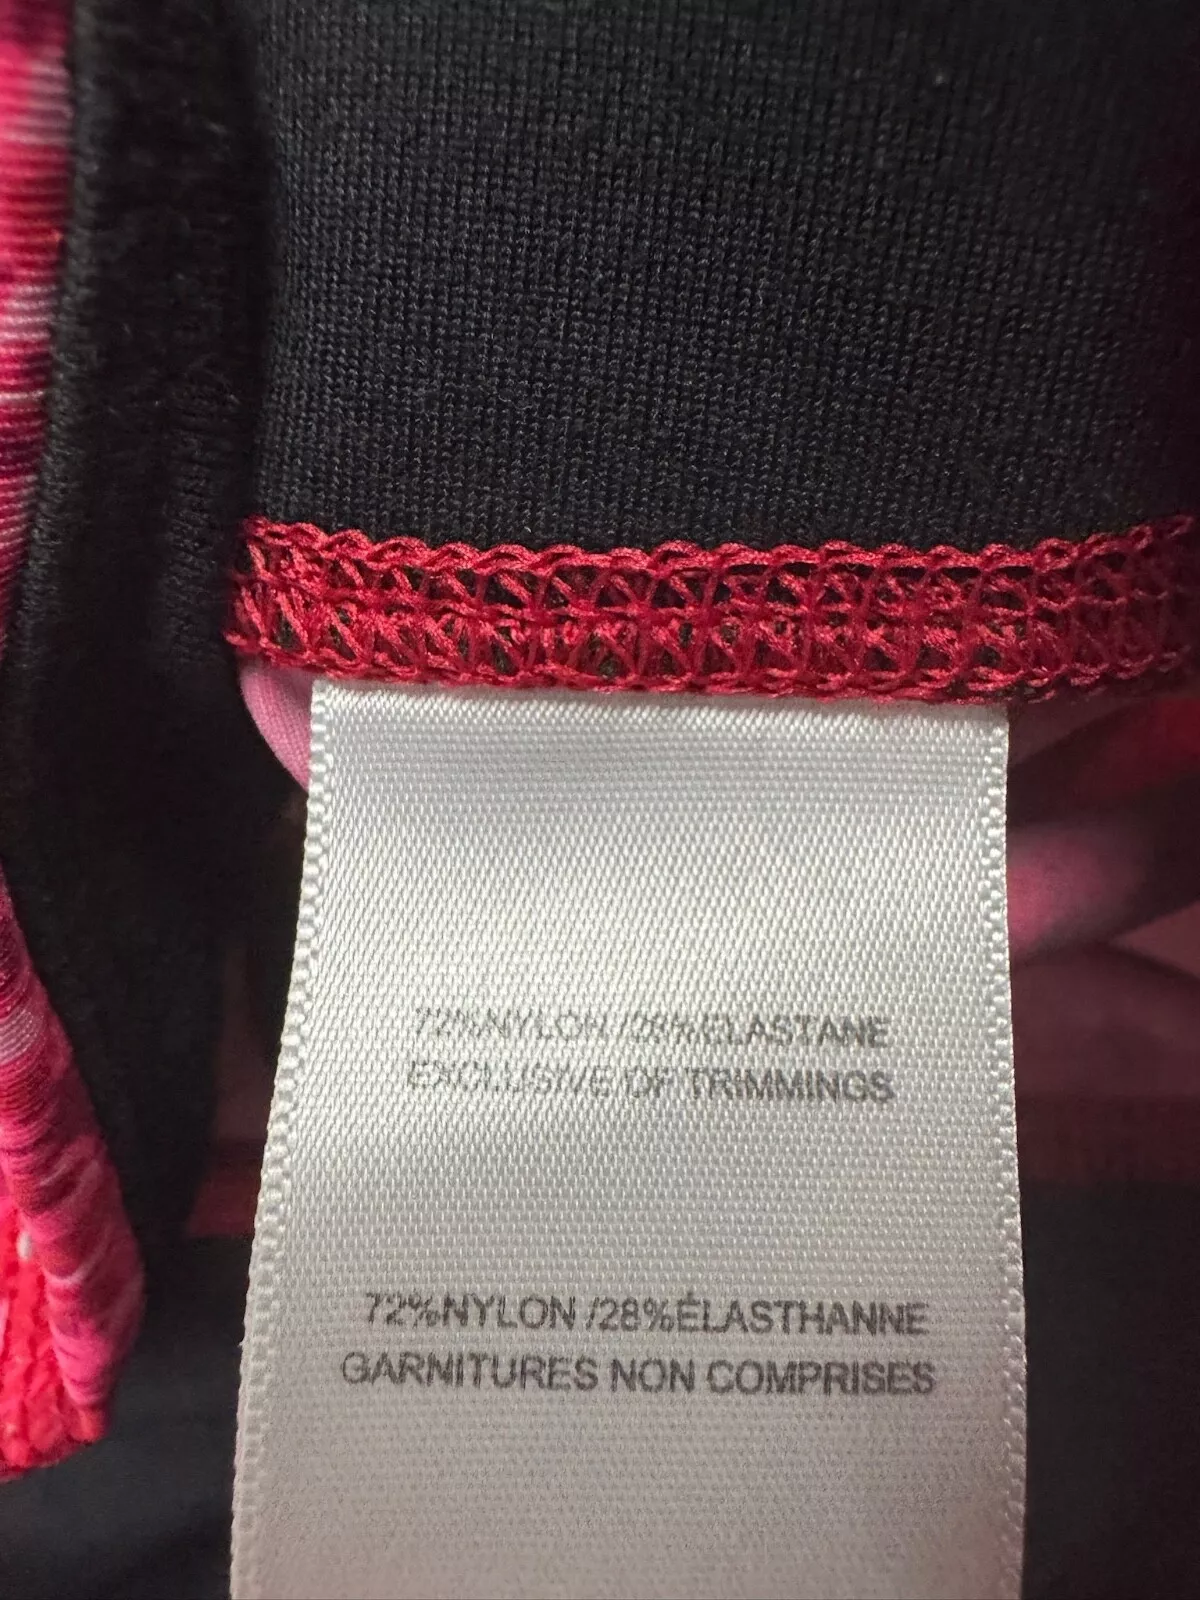 72%NYLON /28%ELASTANE
EXCLUSIVE OF TRIMMINGS
72%NYLON /28%ÉLASTHANNE
GARNITURES NON COMPRISES